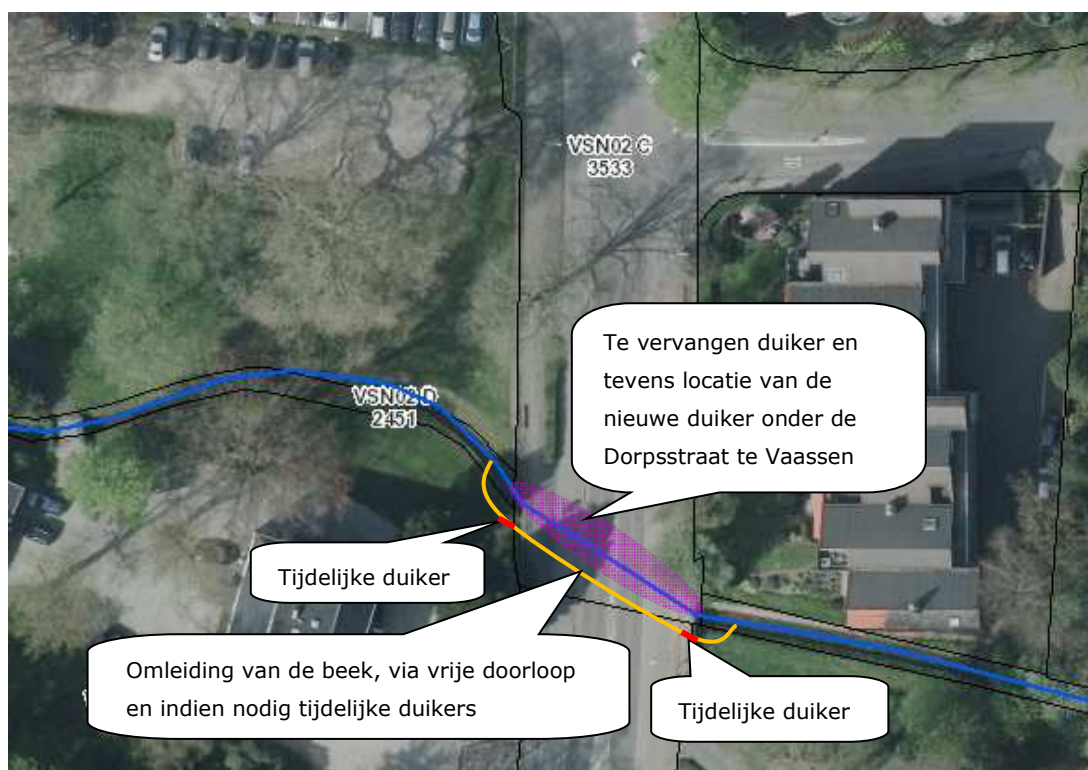 VSN02 C
3533
Te vervangen duiker en
tevens locatie van de
nieuwe duiker onder de
Dorpsstraat te Vaassen
VSN02 D
2451
Tijdelijke duiker
Omleiding van de beek, via vrije doorloop
en indien nodig tijdelijke duikers
Tijdelijke duiker